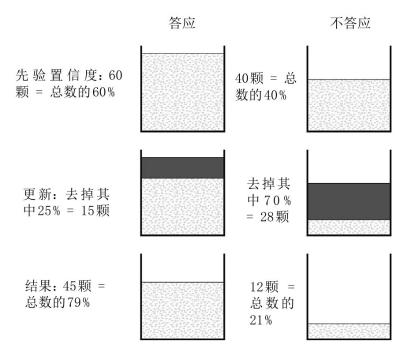 答应
不答应
先验置信度：60
颗 = 总数的60%
40颗 = 总
数的40%
更新：去掉其
中25% = 15颗
去掉其
中70%
= 28颗
结果：45颗 =
总数的79%
12颗 =
总数的
21%